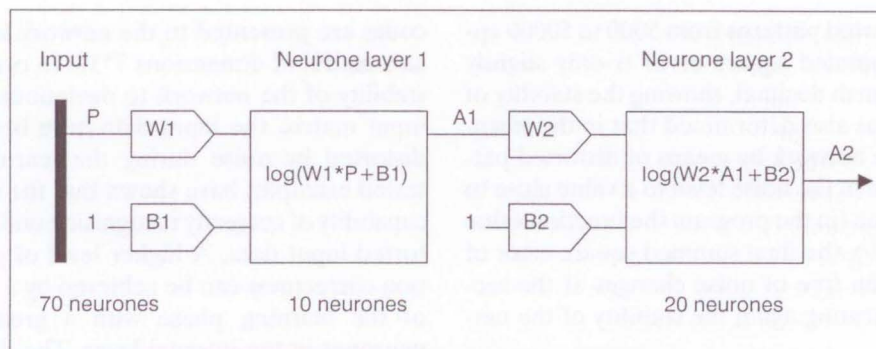 Input
Neurone layer 1
Neurone layer 2
P
W1
A1
W2
A2
log(W1*P+B1)
log(W2*A1+B2)
1
B1
1
B2
70 neurones
10 neurones
20 neurones